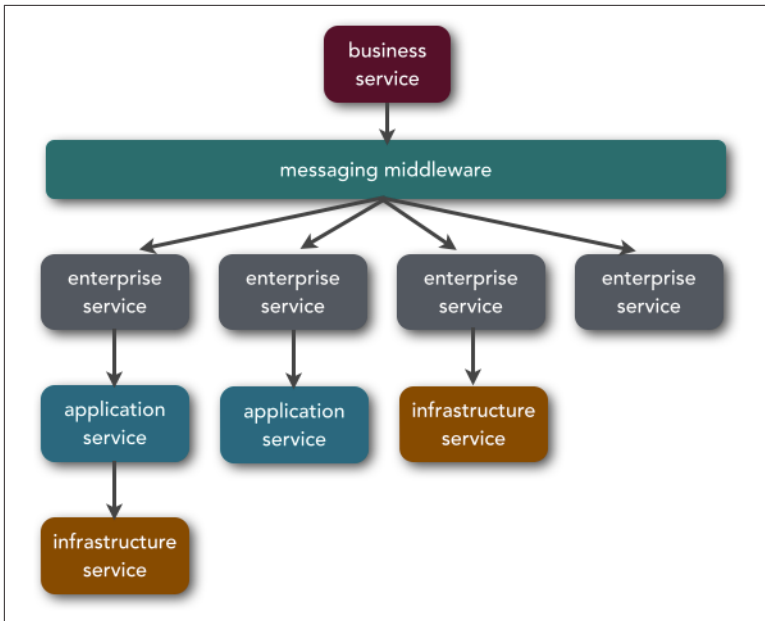 business
service
messaging middleware
enterprise
service
enterprise
service
enterprise
service
enterprise
service
application
service
application
service
infrastructure
service
infrastructure
service